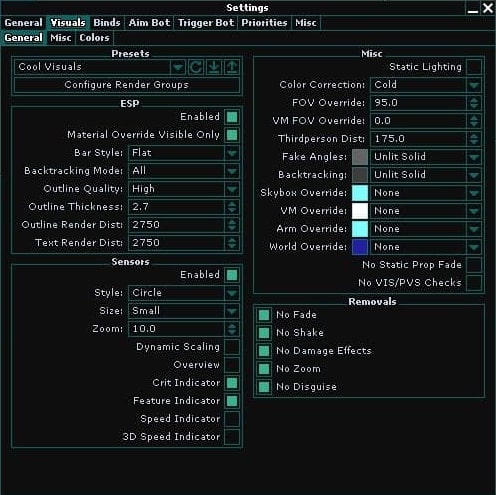 Settings
General Visuals Binds Aim Bot Trigger Bot Priorities Misc
General Misc Colors
Presets
Cool Visuals
Configure Render Groups
ESP
Enabled
Material Override Visible Only
Bar Style: Flat
Backtracking Mode: All
Outline Quality: High
Outline Thickness: 2.7
Outline Render Dist: 2750
Text Render Dist: 2750
Sensors
Enabled
Style: Circle
Size: Small
Zoom: 10.0
Dynamic Scaling
Overview
Crit Indicator
Feature Indicator
Speed Indicator
3D Speed Indicator
Misc
Static Lighting
Color Correction: Cold
FOV Override: 95.0
VM FOV Override: 0.0
Thirdperson Dist: 175.0
Fake Angles: Unlit Solid
Backtracking: Unlit Solid
Skybox Override: None
VM Override: None
Arm Override: None
World Override: None
No Static Prop Fade
No VIS/PVS Checks
Removals
No Fade
No Shake
No Damage Effects
No Zoom
No Disguise